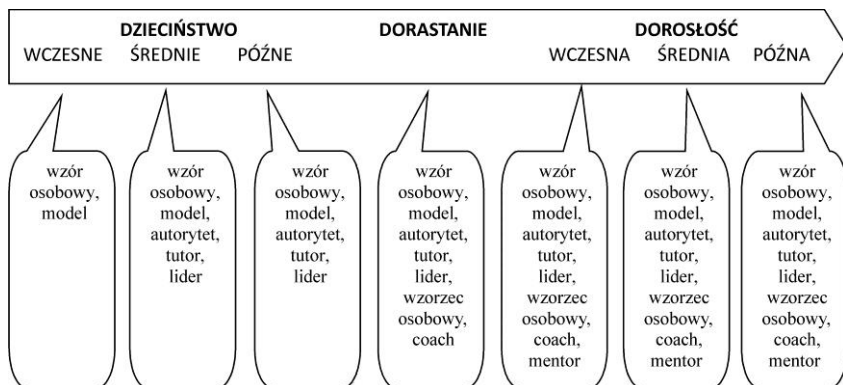 DZIECIŃSTWO DORASTANIE DOROSŁOŚĆ
WCZESNE ŚREDNIE PÓŹNE WCZESNA ŚREDNIA PÓŹNA
wzór
osobowy,
model
wzór
osobowy,
model,
autorytet,
tutor,
lider
wzór
osobowy,
model,
autorytet,
tutor,
lider
wzór
osobowy,
model,
autorytet,
tutor,
lider,
wzorzec
osobowy,
coach
wzór
osobowy,
model,
autorytet,
tutor,
lider,
wzorzec
osobowy,
coach,
mentor
wzór
osobowy,
model,
autorytet,
tutor,
lider,
wzorzec
osobowy,
coach,
mentor
wzór
osobowy,
model,
autorytet,
tutor,
lider,
wzorzec
osobowy,
coach,
mentor